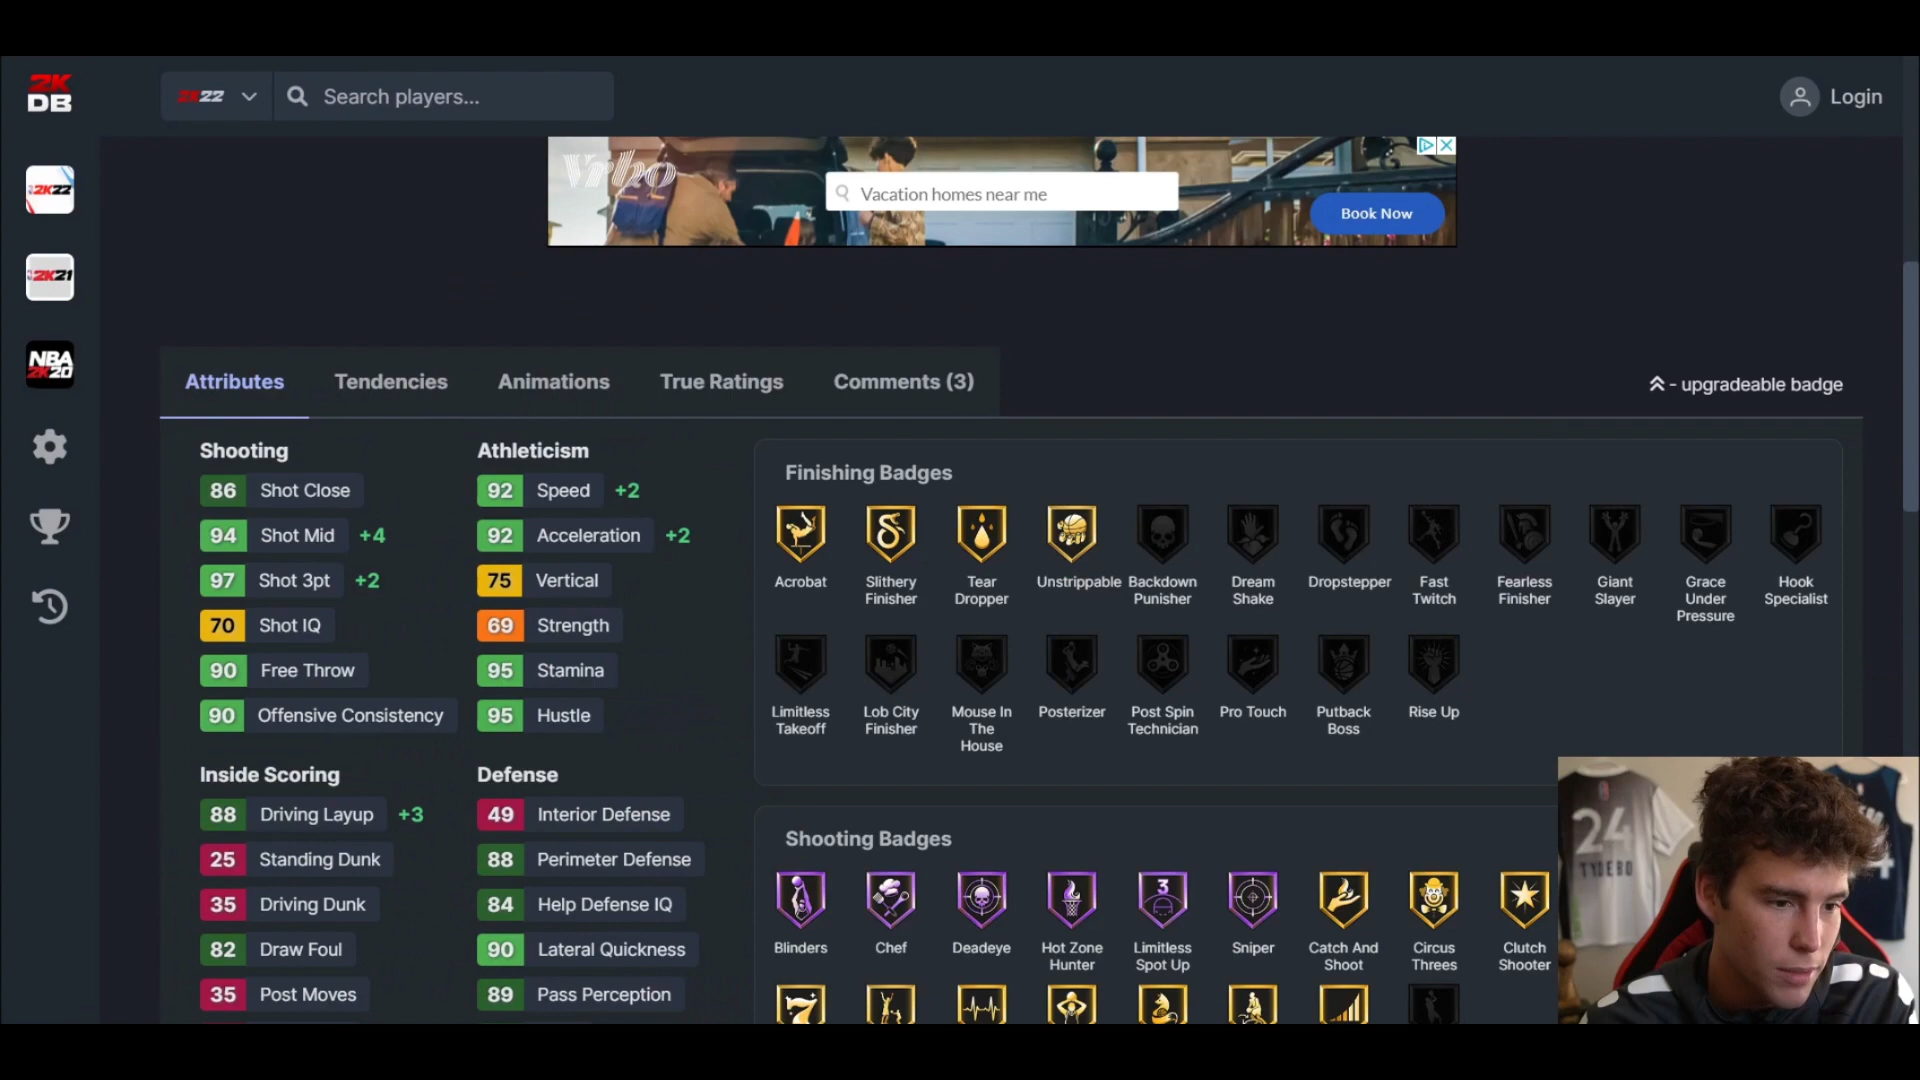 2K
DB
2K22
Search players...
Login
2K22
2K21
NBA
2K20
Vrbo
Vacation homes near me
Book Now
Attributes
Tendencies
Animations
True Ratings
Comments (3)
- upgradeable badge
Shooting
86 Shot Close
94 Shot Mid +4
97 Shot 3pt +2
70 Shot IQ
90 Free Throw
90 Offensive Consistency
Inside Scoring
88 Driving Layup +3
25 Standing Dunk
35 Driving Dunk
82 Draw Foul
35 Post Moves
Athleticism
92 Speed +2
92 Acceleration +2
75 Vertical
69 Strength
95 Stamina
95 Hustle
Defense
49 Interior Defense
88 Perimeter Defense
84 Help Defense IQ
90 Lateral Quickness
89 Pass Perception
Finishing Badges
Acrobat
Slithery
Finisher
Tear
Dropper
Unstrippable
Backdown
Punisher
Dream
Shake
Dropstepper
Fast
Twitch
Fearless
Finisher
Giant
Slayer
Grace
Under
Pressure
Hook
Specialist
Limitless
Takeoff
Lob City
Finisher
Mouse In
The
House
Posterizer
Post Spin
Technician
Pro Touch
Putback
Boss
Rise Up
Shooting Badges
3
Blinders
Chef
Deadeye
Hot Zone
Hunter
Limitless
Spot Up
Sniper
Catch And
Shoot
Circus
Threes
Clutch
Shooter
7
24
TYDEBO